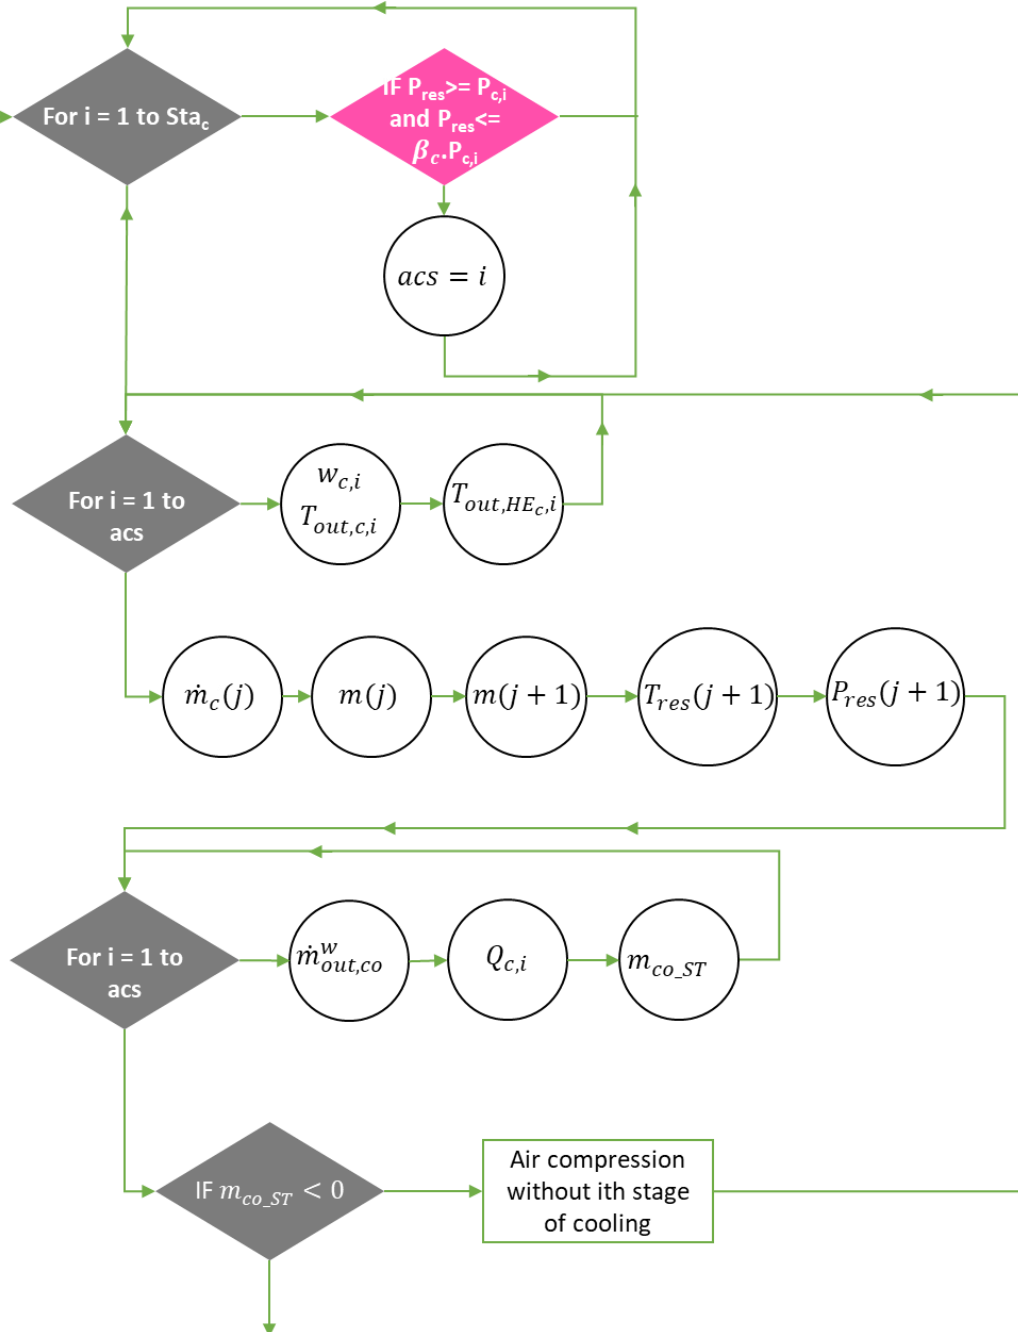 For i = 1 to Sta_c
IF P_res>= P_c,i
and P_res<=
β_c.P_c,i
acs = i
For i = 1 to
acs
w_c,i
T_out,c,i
T_out,HE_c,i
ṁ_c(j)
m(j)
m(j + 1)
T_res(j + 1)
P_res(j + 1)
For i = 1 to
acs
ṁ^w_out,co
Q_c,i
m_co_ST
IF m_co_ST < 0
Air compression
without ith stage
of cooling